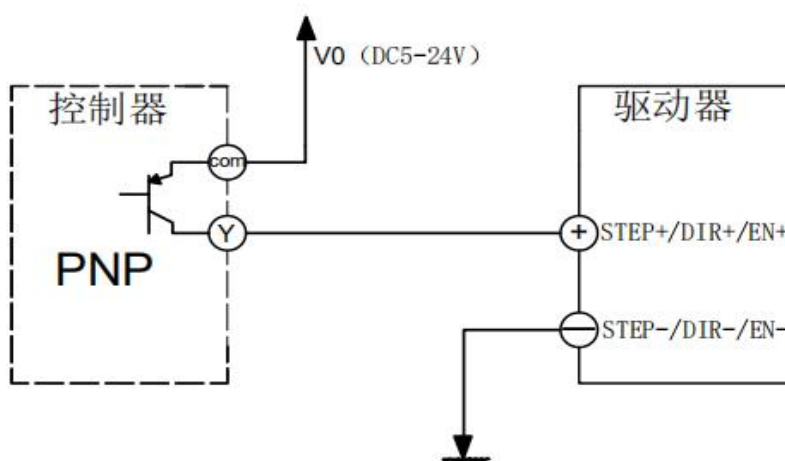 V0（DC5-24V）
控制器
驱动器
com
Y
PNP
+
STEP+/DIR+/EN+
−
STEP-/DIR-/EN-